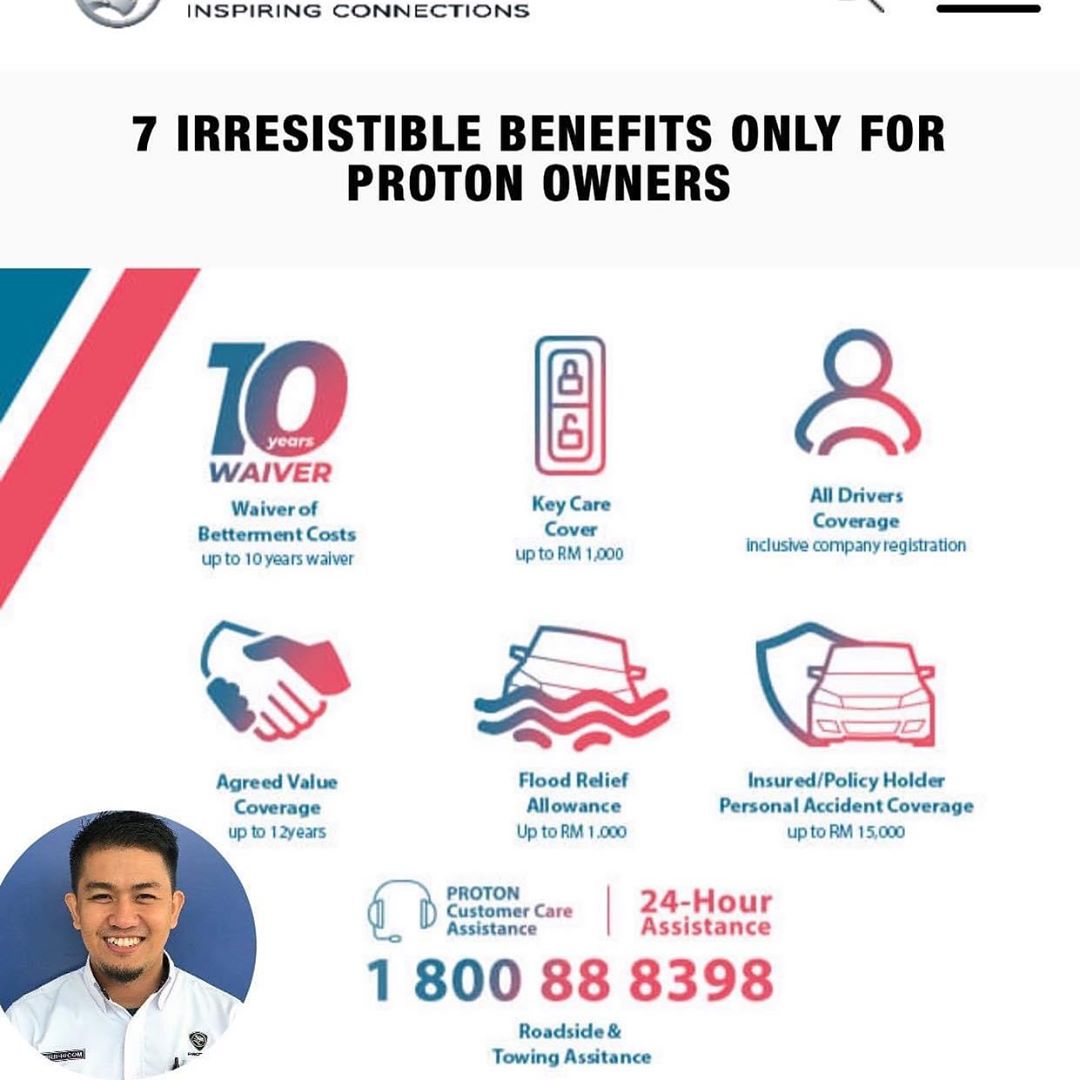 INSPIRING CONNECTIONS
7 IRRESISTIBLE BENEFITS ONLY FOR
PROTON OWNERS
10
years
WAIVER
Waiver of
Betterment Costs
up to 10 years waiver
Key Care
Cover
up to RM 1,000
All Drivers
Coverage
inclusive company registration
Agreed Value
Coverage
up to 12years
Flood Relief
Allowance
Up to RM 1.000
Insured/Policy Holder
Personal Accident Coverage
up to RM 15,000
PROTON
Customer Care
Assistance
24-Hour
Assistance
1 800 88 8398
Roadside &
Towing Assitance